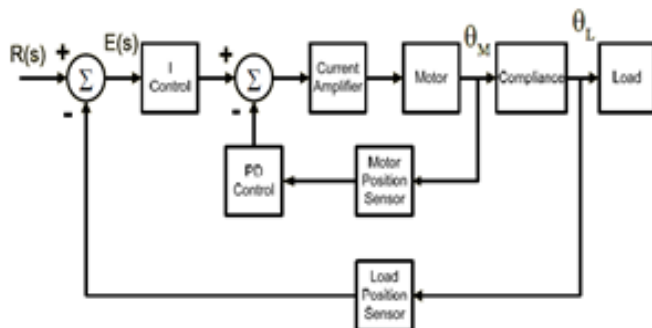 R(s)
+
-
Σ
E(s)
I
Control
+
-
Σ
Current
Amplifier
Motor
θM
Compliance
θL
Load
PD
Control
Motor
Position
Sensor
Load
Position
Sensor